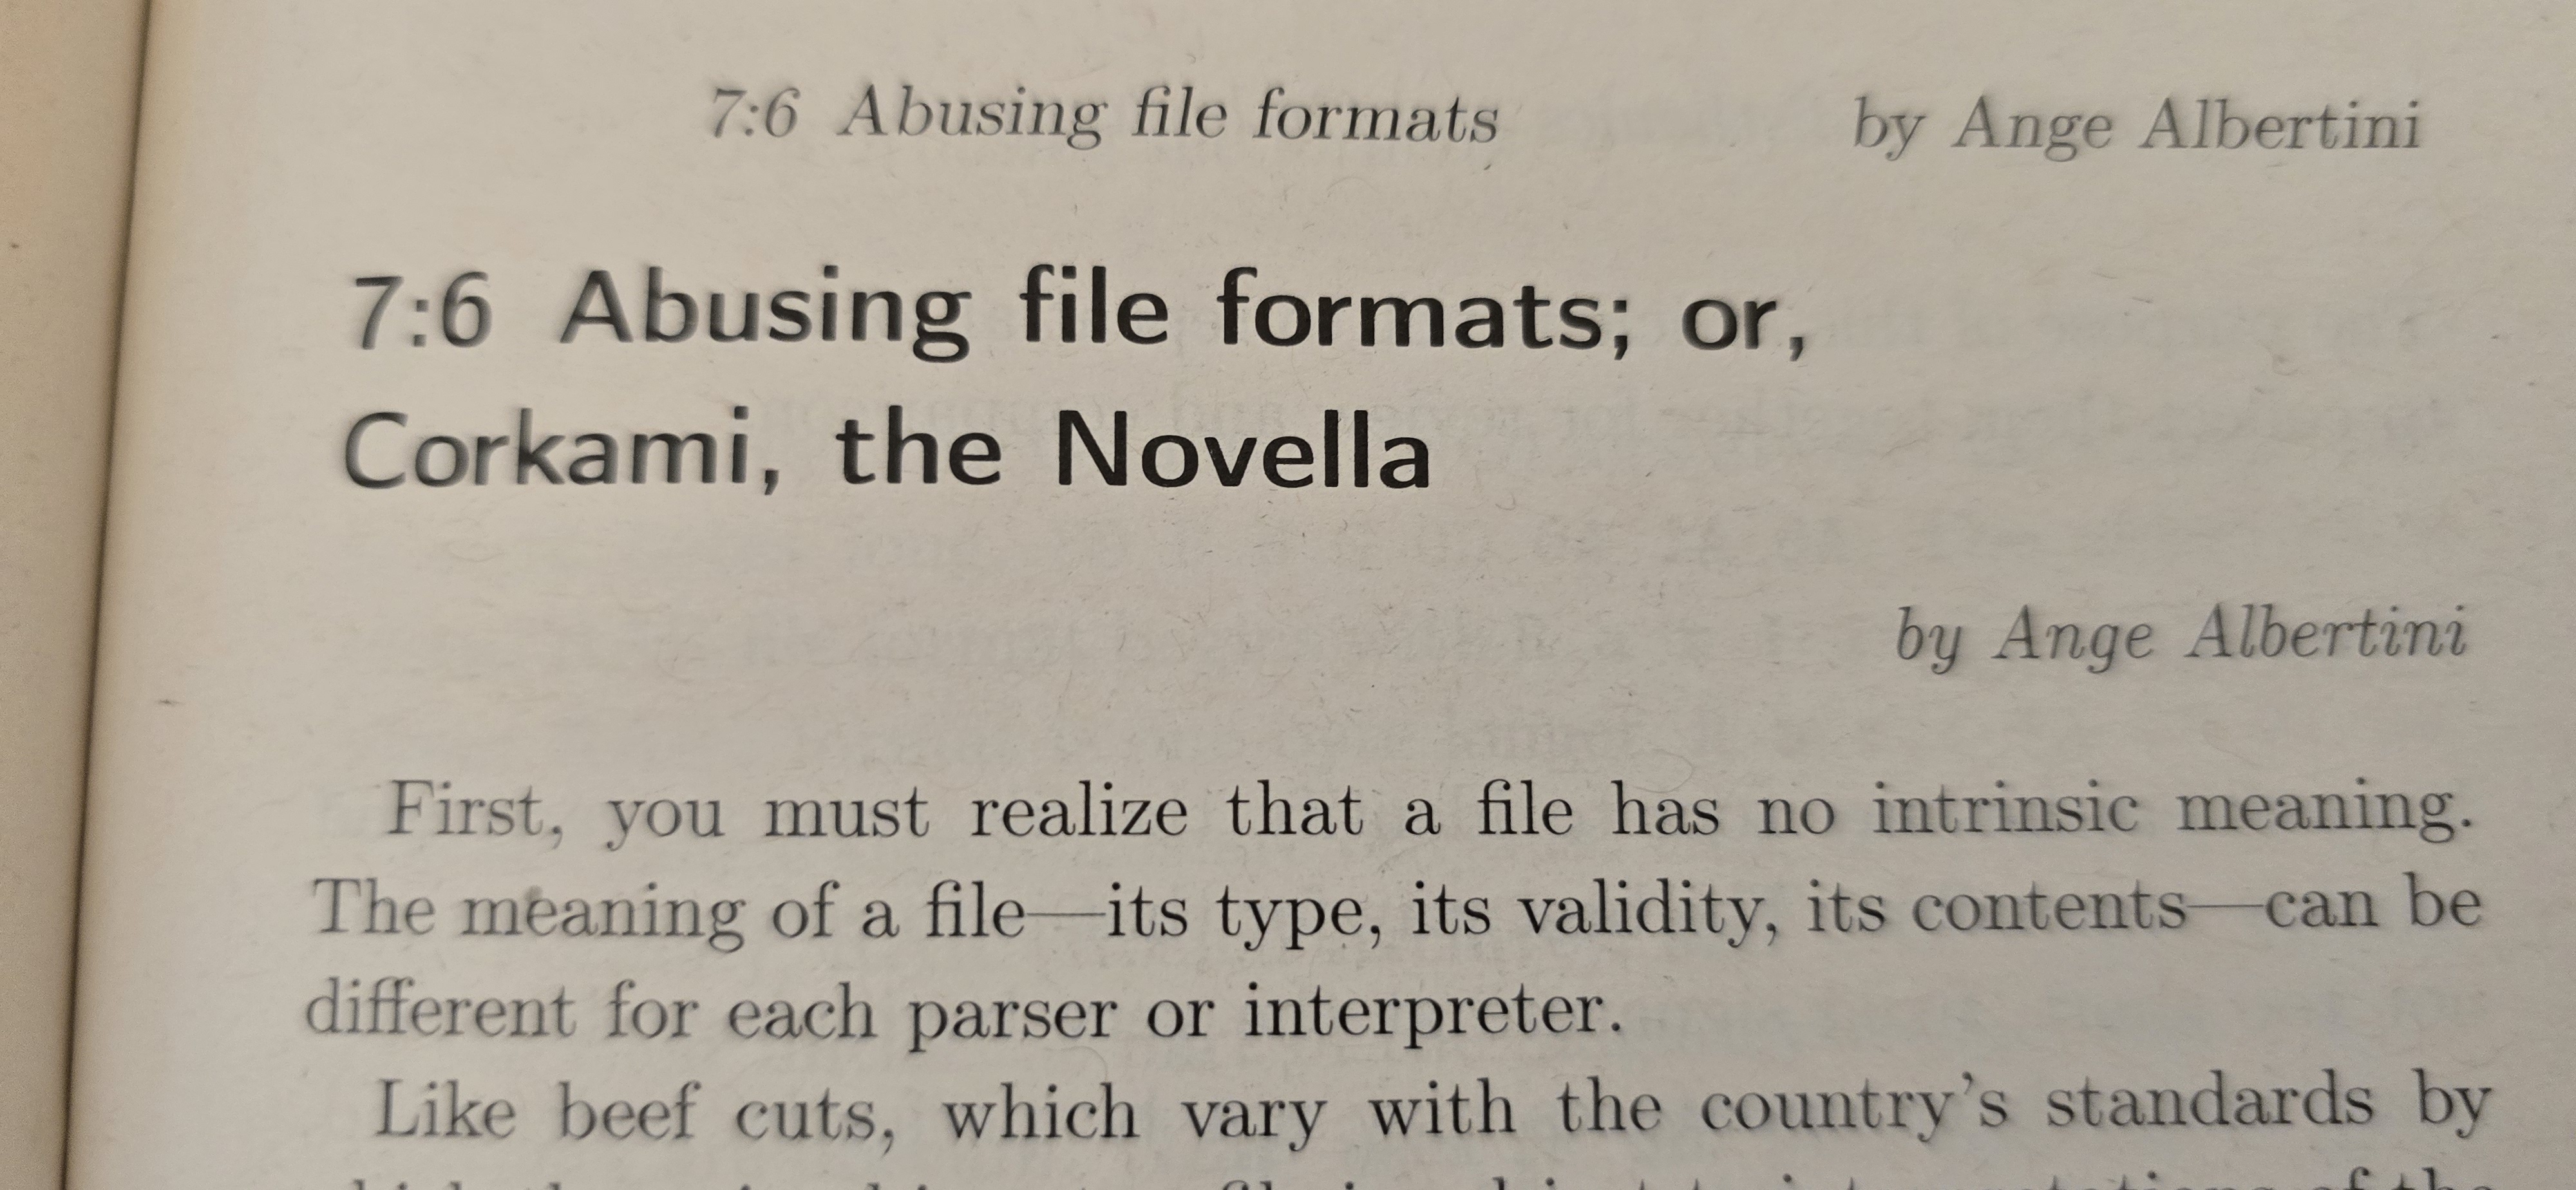 7:6 Abusing file formats by Ange Albertini
7:6 Abusing file formats; or,
Corkami, the Novella
by Ange Albertini
First, you must realize that a file has no intrinsic meaning.
The meaning of a file—its type, its validity, its contents—can be
different for each parser or interpreter.
Like beef cuts, which vary with the country's standards by